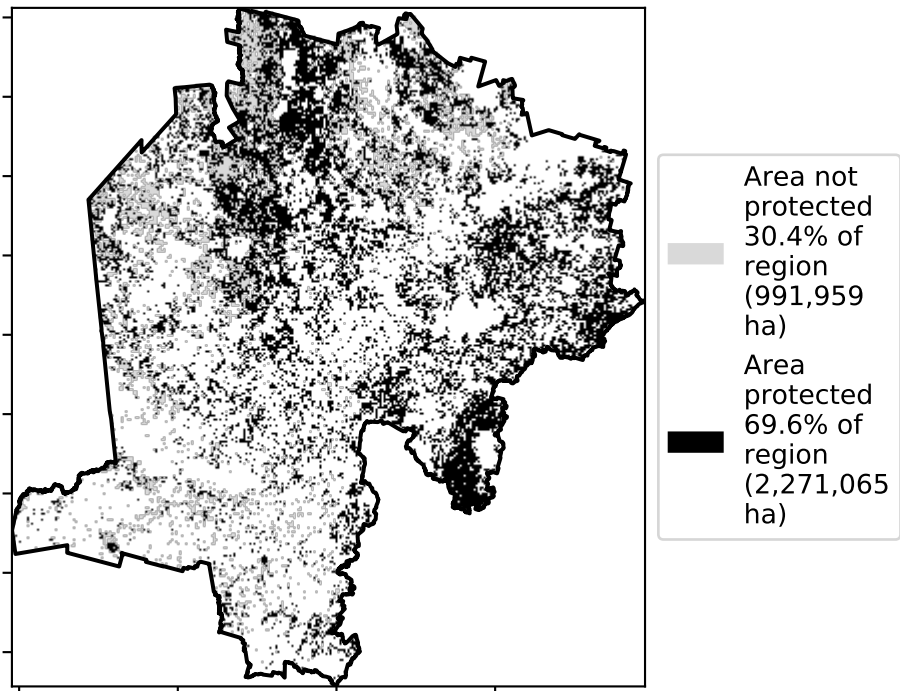 Area not
protected
30.4% of
region
(991,959
ha)
Area
protected
69.6% of
region
(2,271,065
ha)